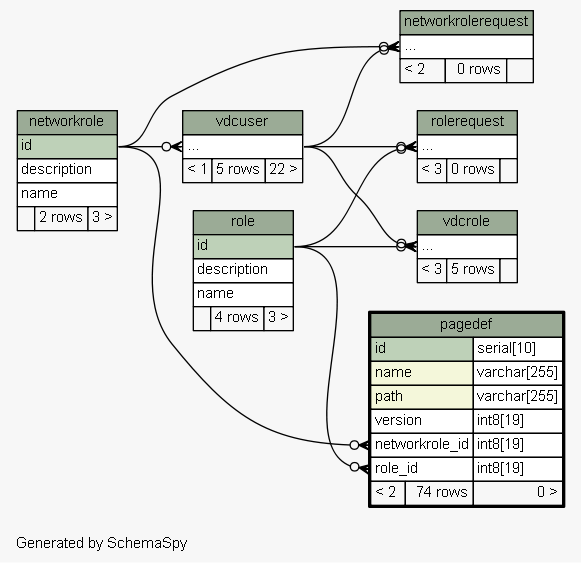 networkrolerequest
...
< 2 0 rows
networkrole
id
description
name
2 rows 3 >
vdcuser
...
< 1 5 rows 22 >
rolerequest
...
< 3 0 rows
role
id
description
name
4 rows 3 >
vdcrole
...
< 3 5 rows
pagedef
id serial[10]
name varchar[255]
path varchar[255]
version int8[19]
networkrole_id int8[19]
role_id int8[19]
< 2 74 rows 0 >
Generated by SchemaSpy